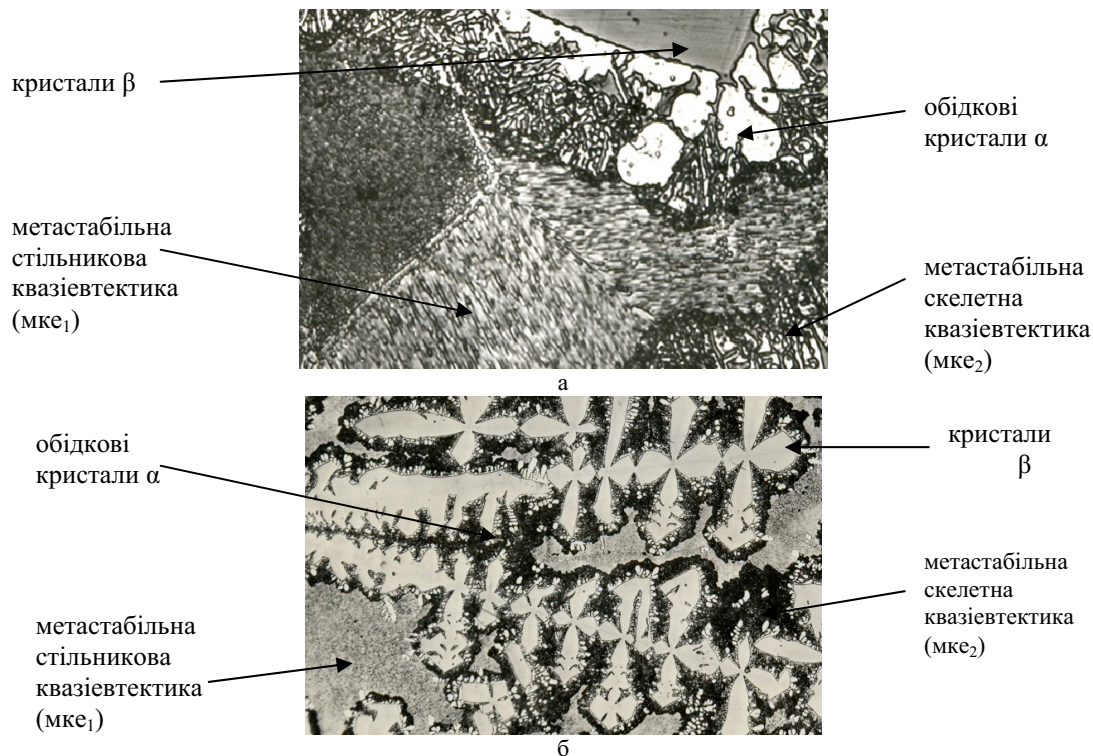 кристали β
обідкові
кристали α
метастабільна
стільникова
квазіевтектика
(мке₁)
метастабільна
скелетна
квазіевтектика
(мке₂)
а
обідкові
кристали α
кристали
β
метастабільна
скелетна
квазіевтектика
(мке₂)
метастабільна
стільникова
квазіевтектика
(мке₁)
б